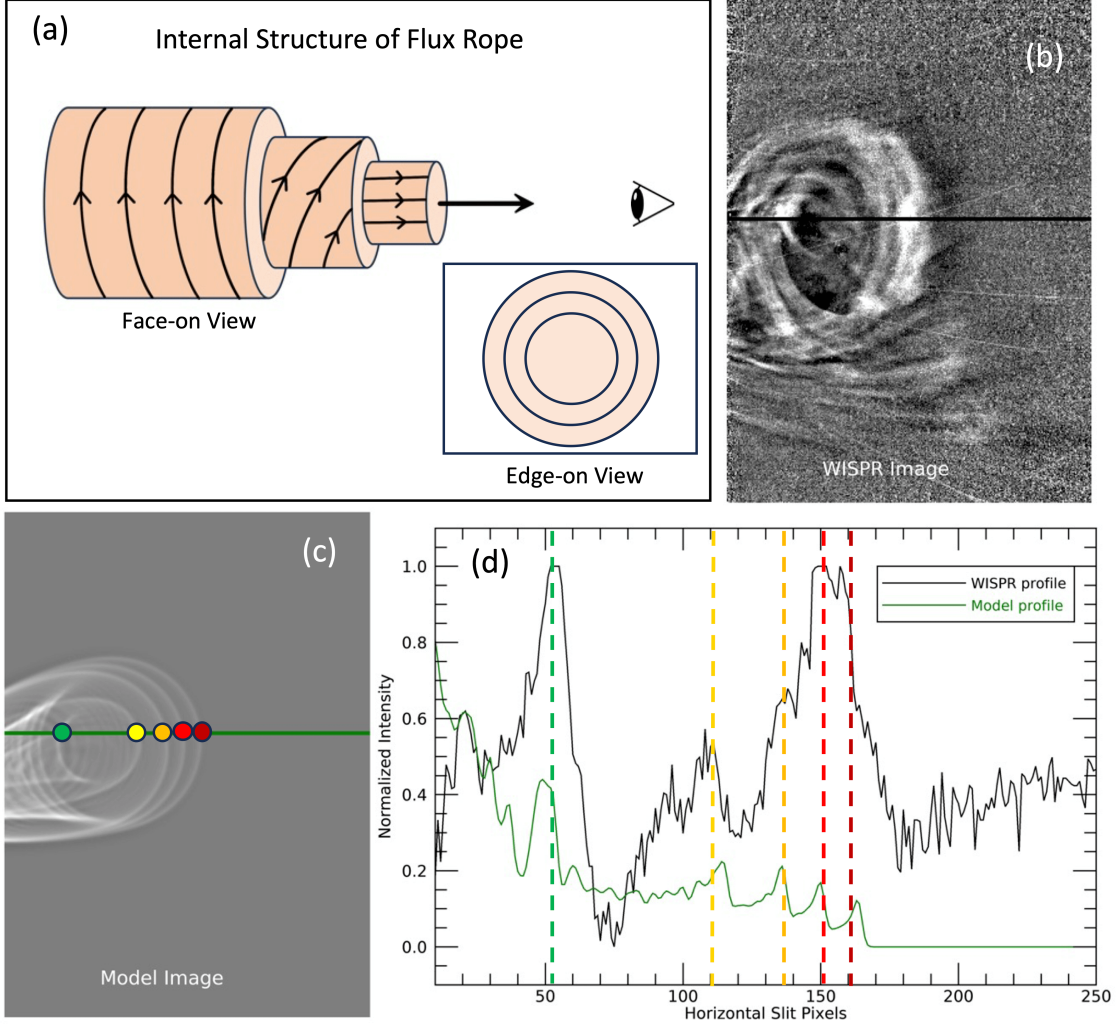 (a)
Internal Structure of Flux Rope
Face-on View
Edge-on View
(b)
WISPR Image
(c)
Model Image
(d)
WISPR profile
Model profile
Normalized Intensity
1.0
0.8
0.6
0.4
0.2
0.0
50
100
150
200
250
Horizontal Slit Pixels